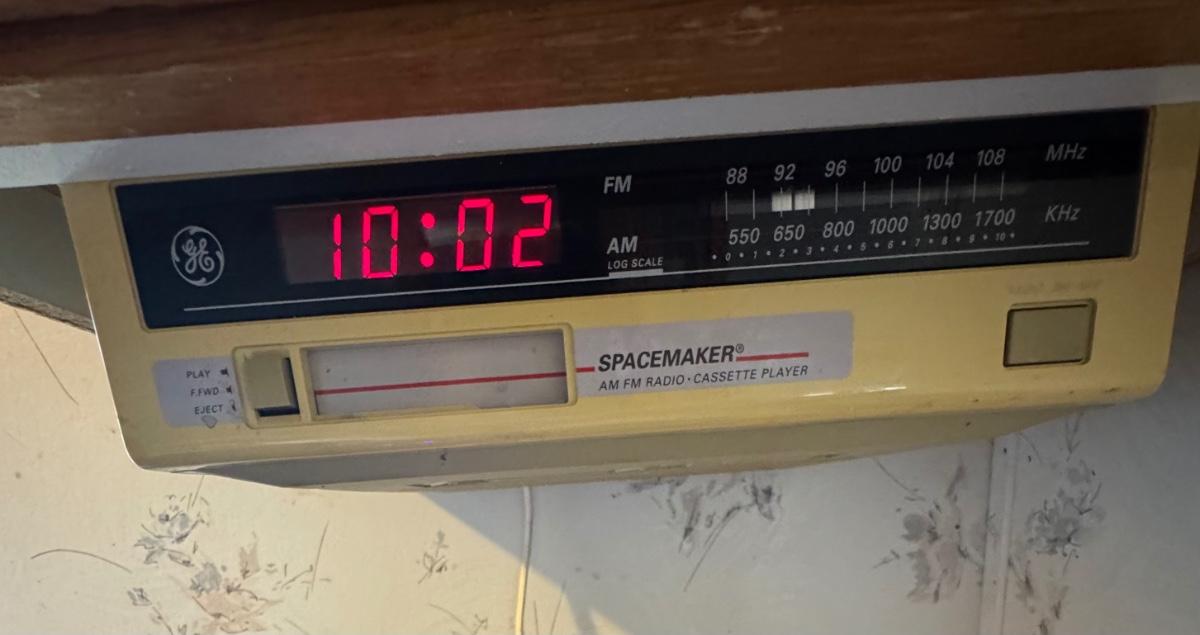 GE
10:02
FM
88 92 96 100 104 108 MHz
AM
550 650 800 1000 1300 1700 KHz
LOG SCALE
• 0 • 1 • 2 • 3 • 4 • 5 • 6 • 7 • 8 • 9 • 10 •
PLAY
F.FWD
EJECT
SPACEMAKER®
AM FM RADIO • CASSETTE PLAYER